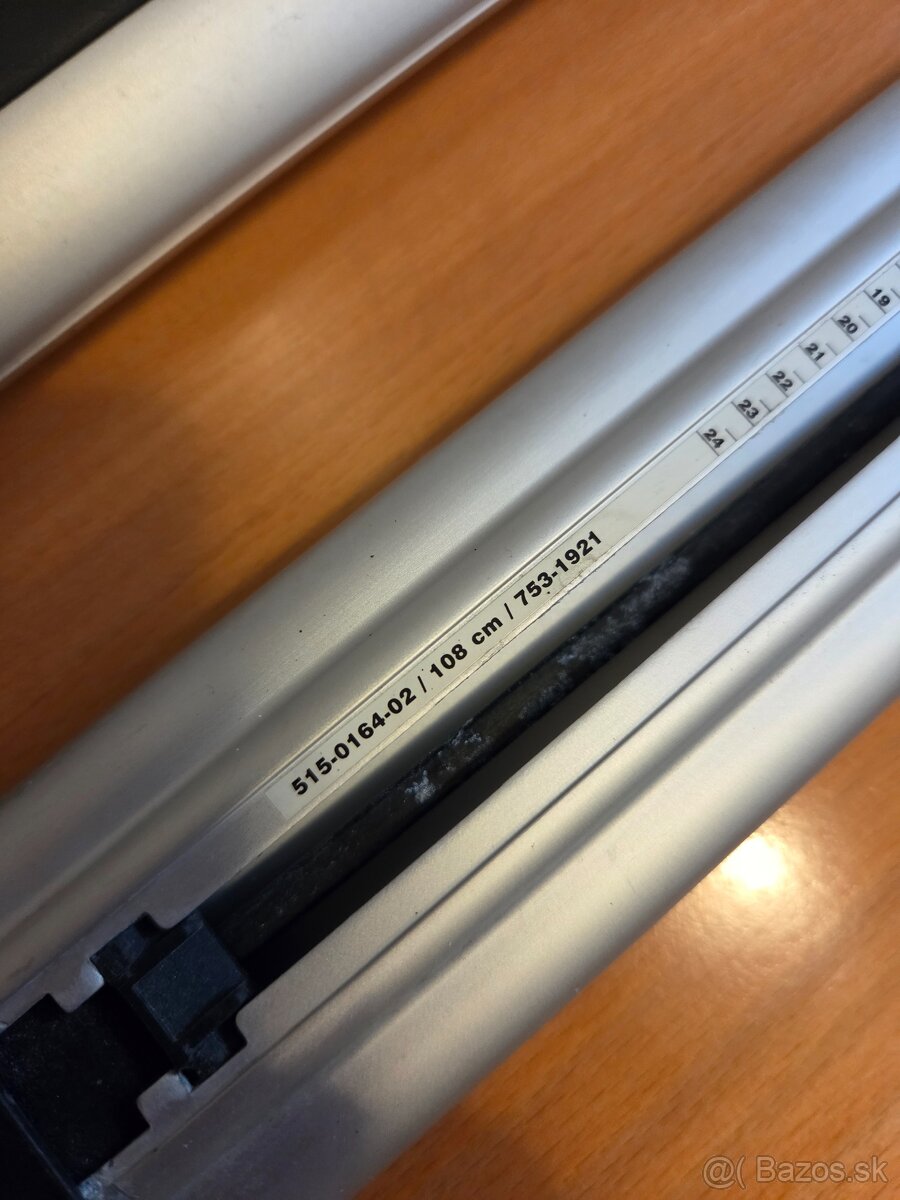 515-0164-02 / 108 cm / 753-1921
24 23 22 21 20 19
@( Bazos.sk